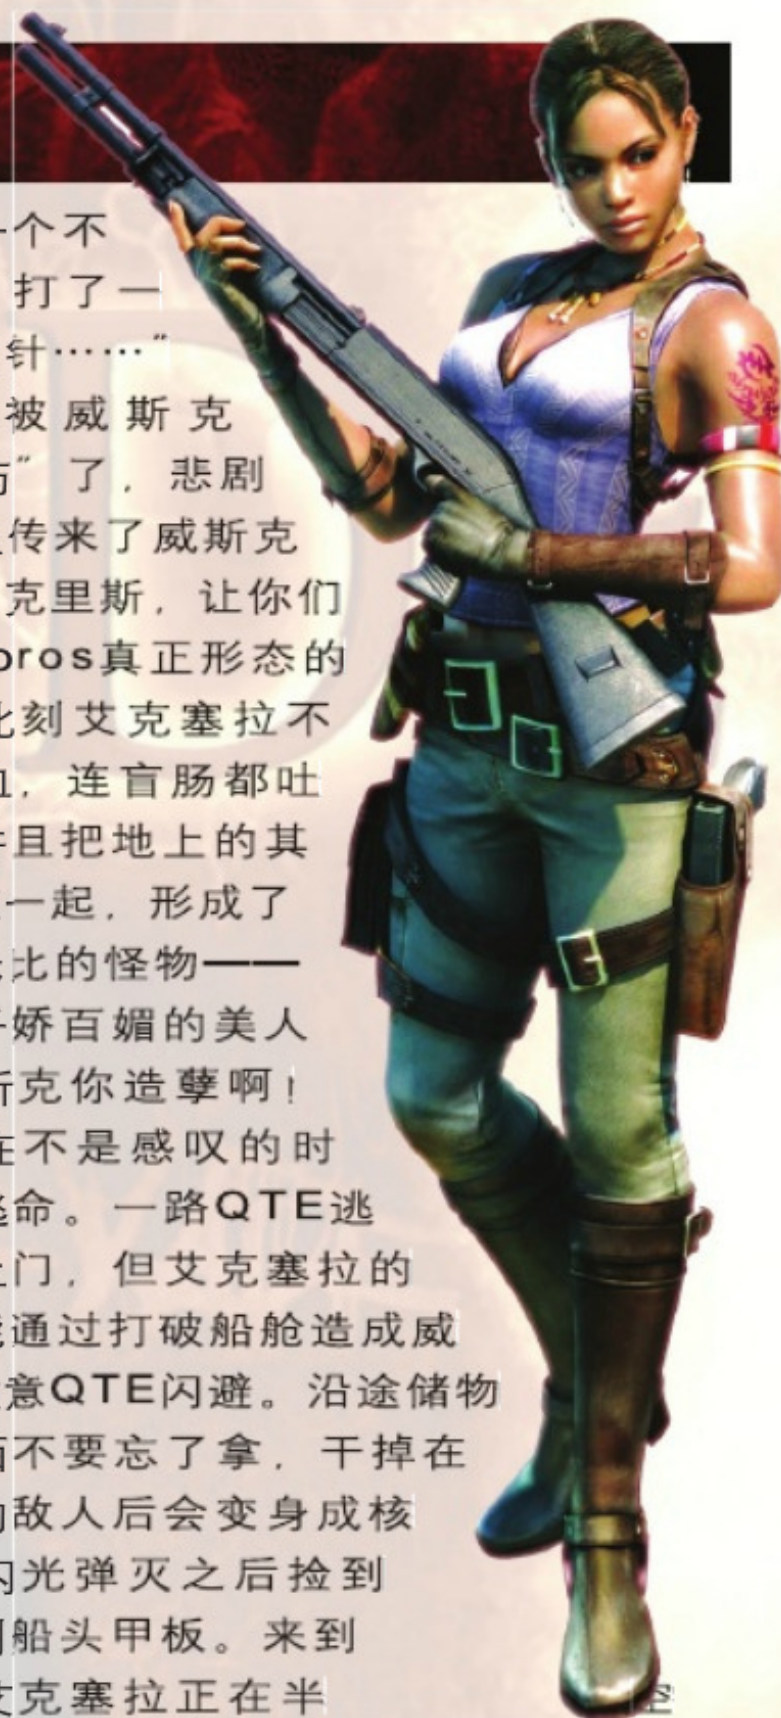 个不
打了一
针……”
被威斯克
”了，悲剧
传来了威斯克
克里斯，让你们
oros真正形态的
此刻艾克塞拉不
，连盲肠都吐
并且把地上的其
一起，形成了
比的怪物——
娇百媚的美人
斯克你造孽啊！
在不是感叹的时
逃命。一路QTE逃
上门，但艾克塞拉的
通过打破船舱造成威
意QTE闪避。沿途储物
不要忘了拿，干掉在
敌人后会变身成核
闪光弹灭之后捡到
船头甲板。来到
艾克塞拉正在半空